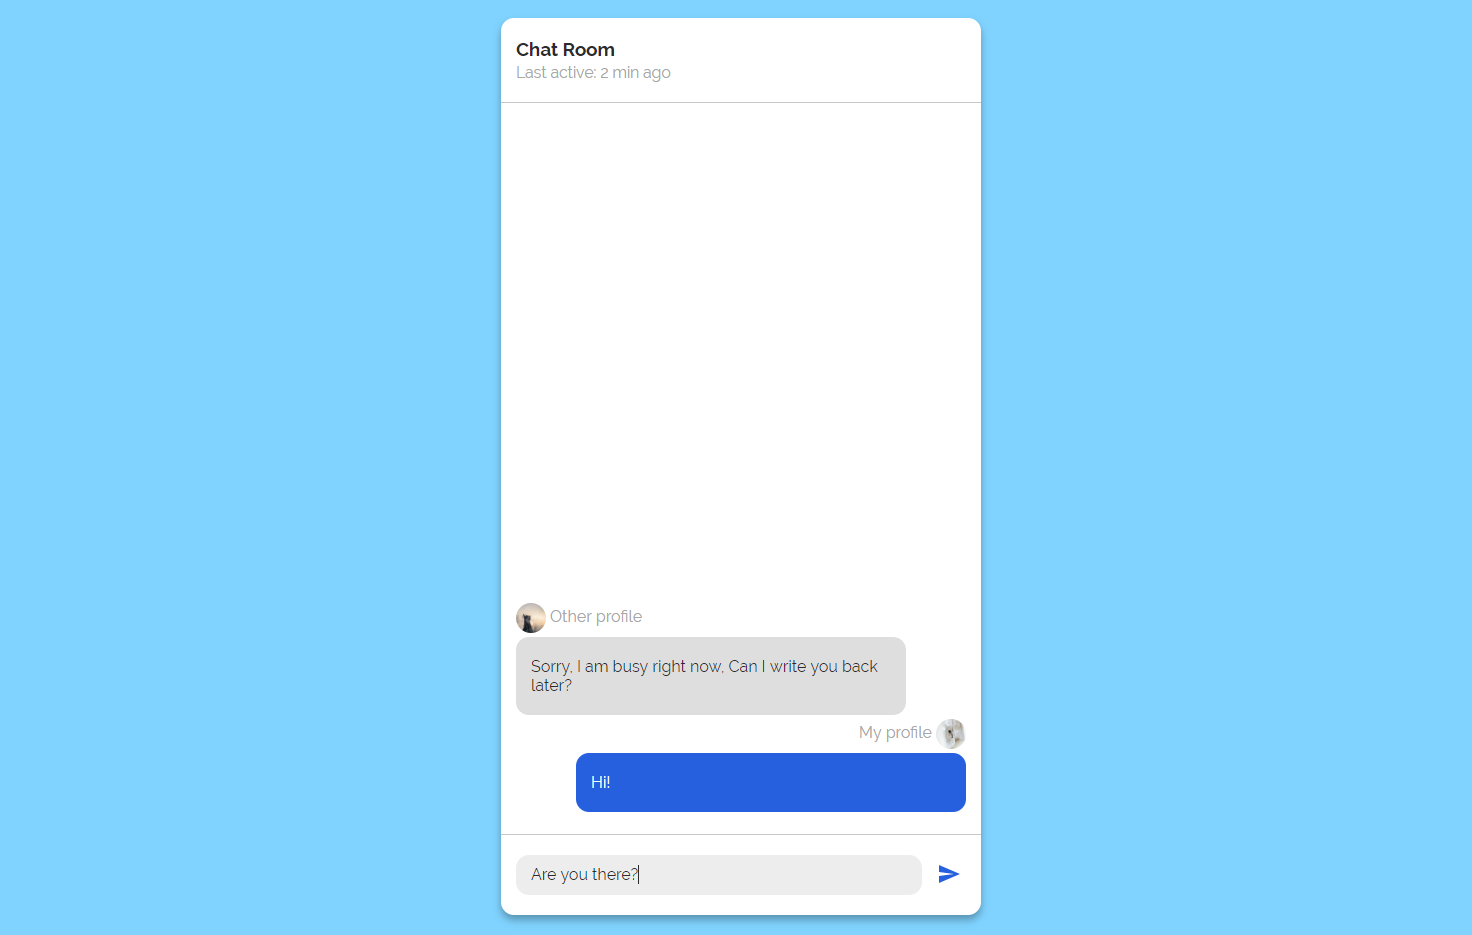 Chat Room
Last active: 2 min ago
Other profile
Sorry, I am busy right now, Can I write you back
later?
My profile
Hi!
Are you there?